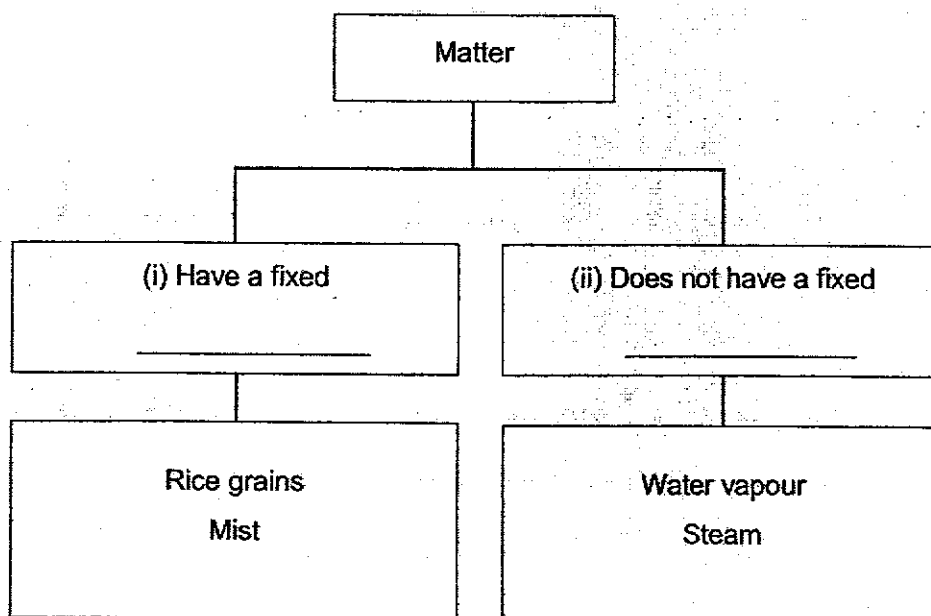 Matter
(i) Have a fixed
(ii) Does not have a fixed
Rice grains
Mist
Water vapour
Steam